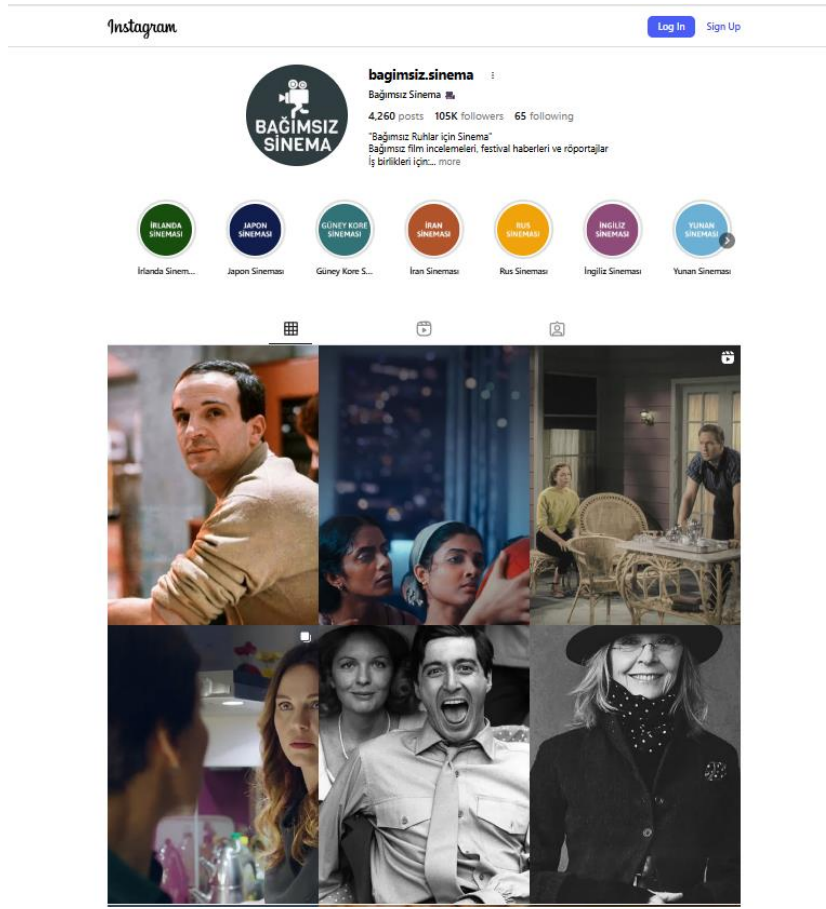 Instagram
Log In
Sign Up
bagimsiz.sinema
Bağımsız Sinema
4,260 posts 105K followers 65 following
"Bağımsız Ruhlar için Sinema"
Bağımsız film incelemeleri, festival haberleri ve röportajlar
İş birlikleri için:... more
BAĞIMSIZ
SİNEMA
İRLANDA
SİNEMASI
JAPON
SİNEMASI
GÜNEY KORE
SİNEMASI
İRAN
SİNEMASI
RUS
SİNEMASI
İNGİLİZ
SİNEMASI
YUNAN
SİNEMASI
İrlanda Sinem...
Japon Sineması
Güney Kore S...
İran Sineması
Rus Sineması
İngiliz Sineması
Yunan Sineması